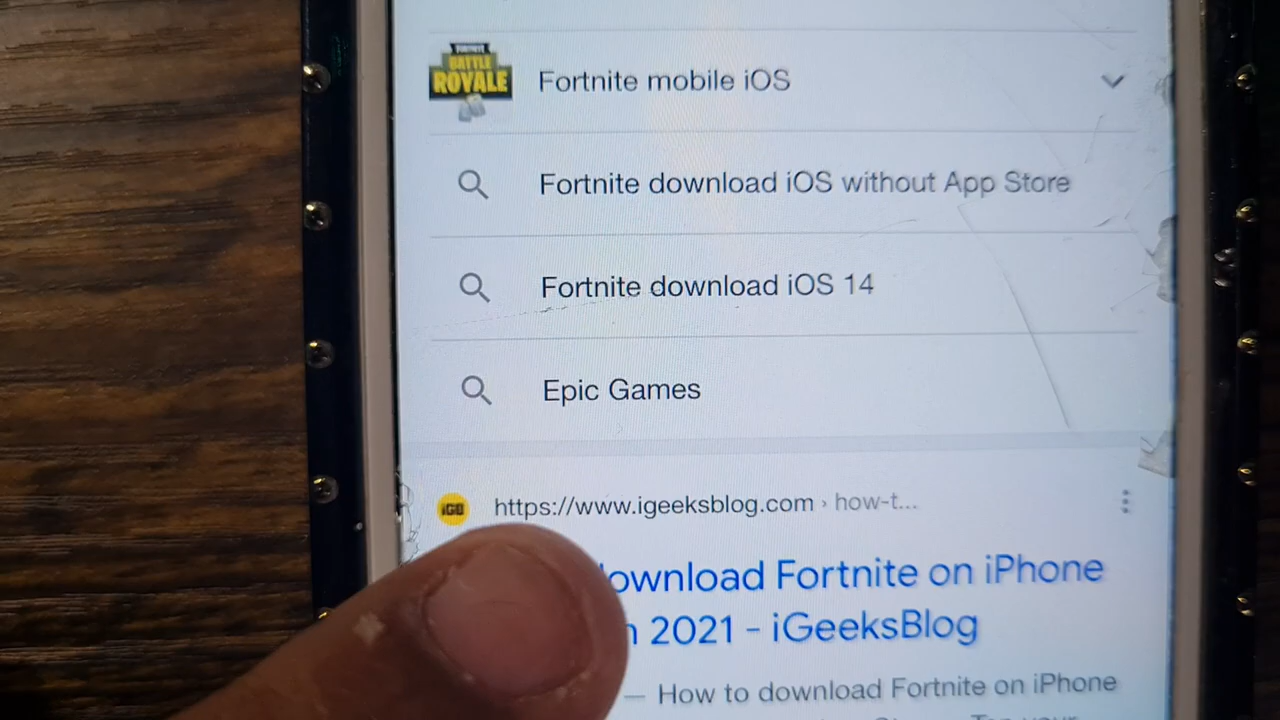 FORTNITE
BATTLE
ROYALE
Fortnite mobile iOS
Fortnite download iOS without App Store
Fortnite download iOS 14
Epic Games
iGB
https://www.igeeksblog.com › how-t...
ownload Fortnite on iPhone
2021 - iGeeksBlog
— How to download Fortnite on iPhone